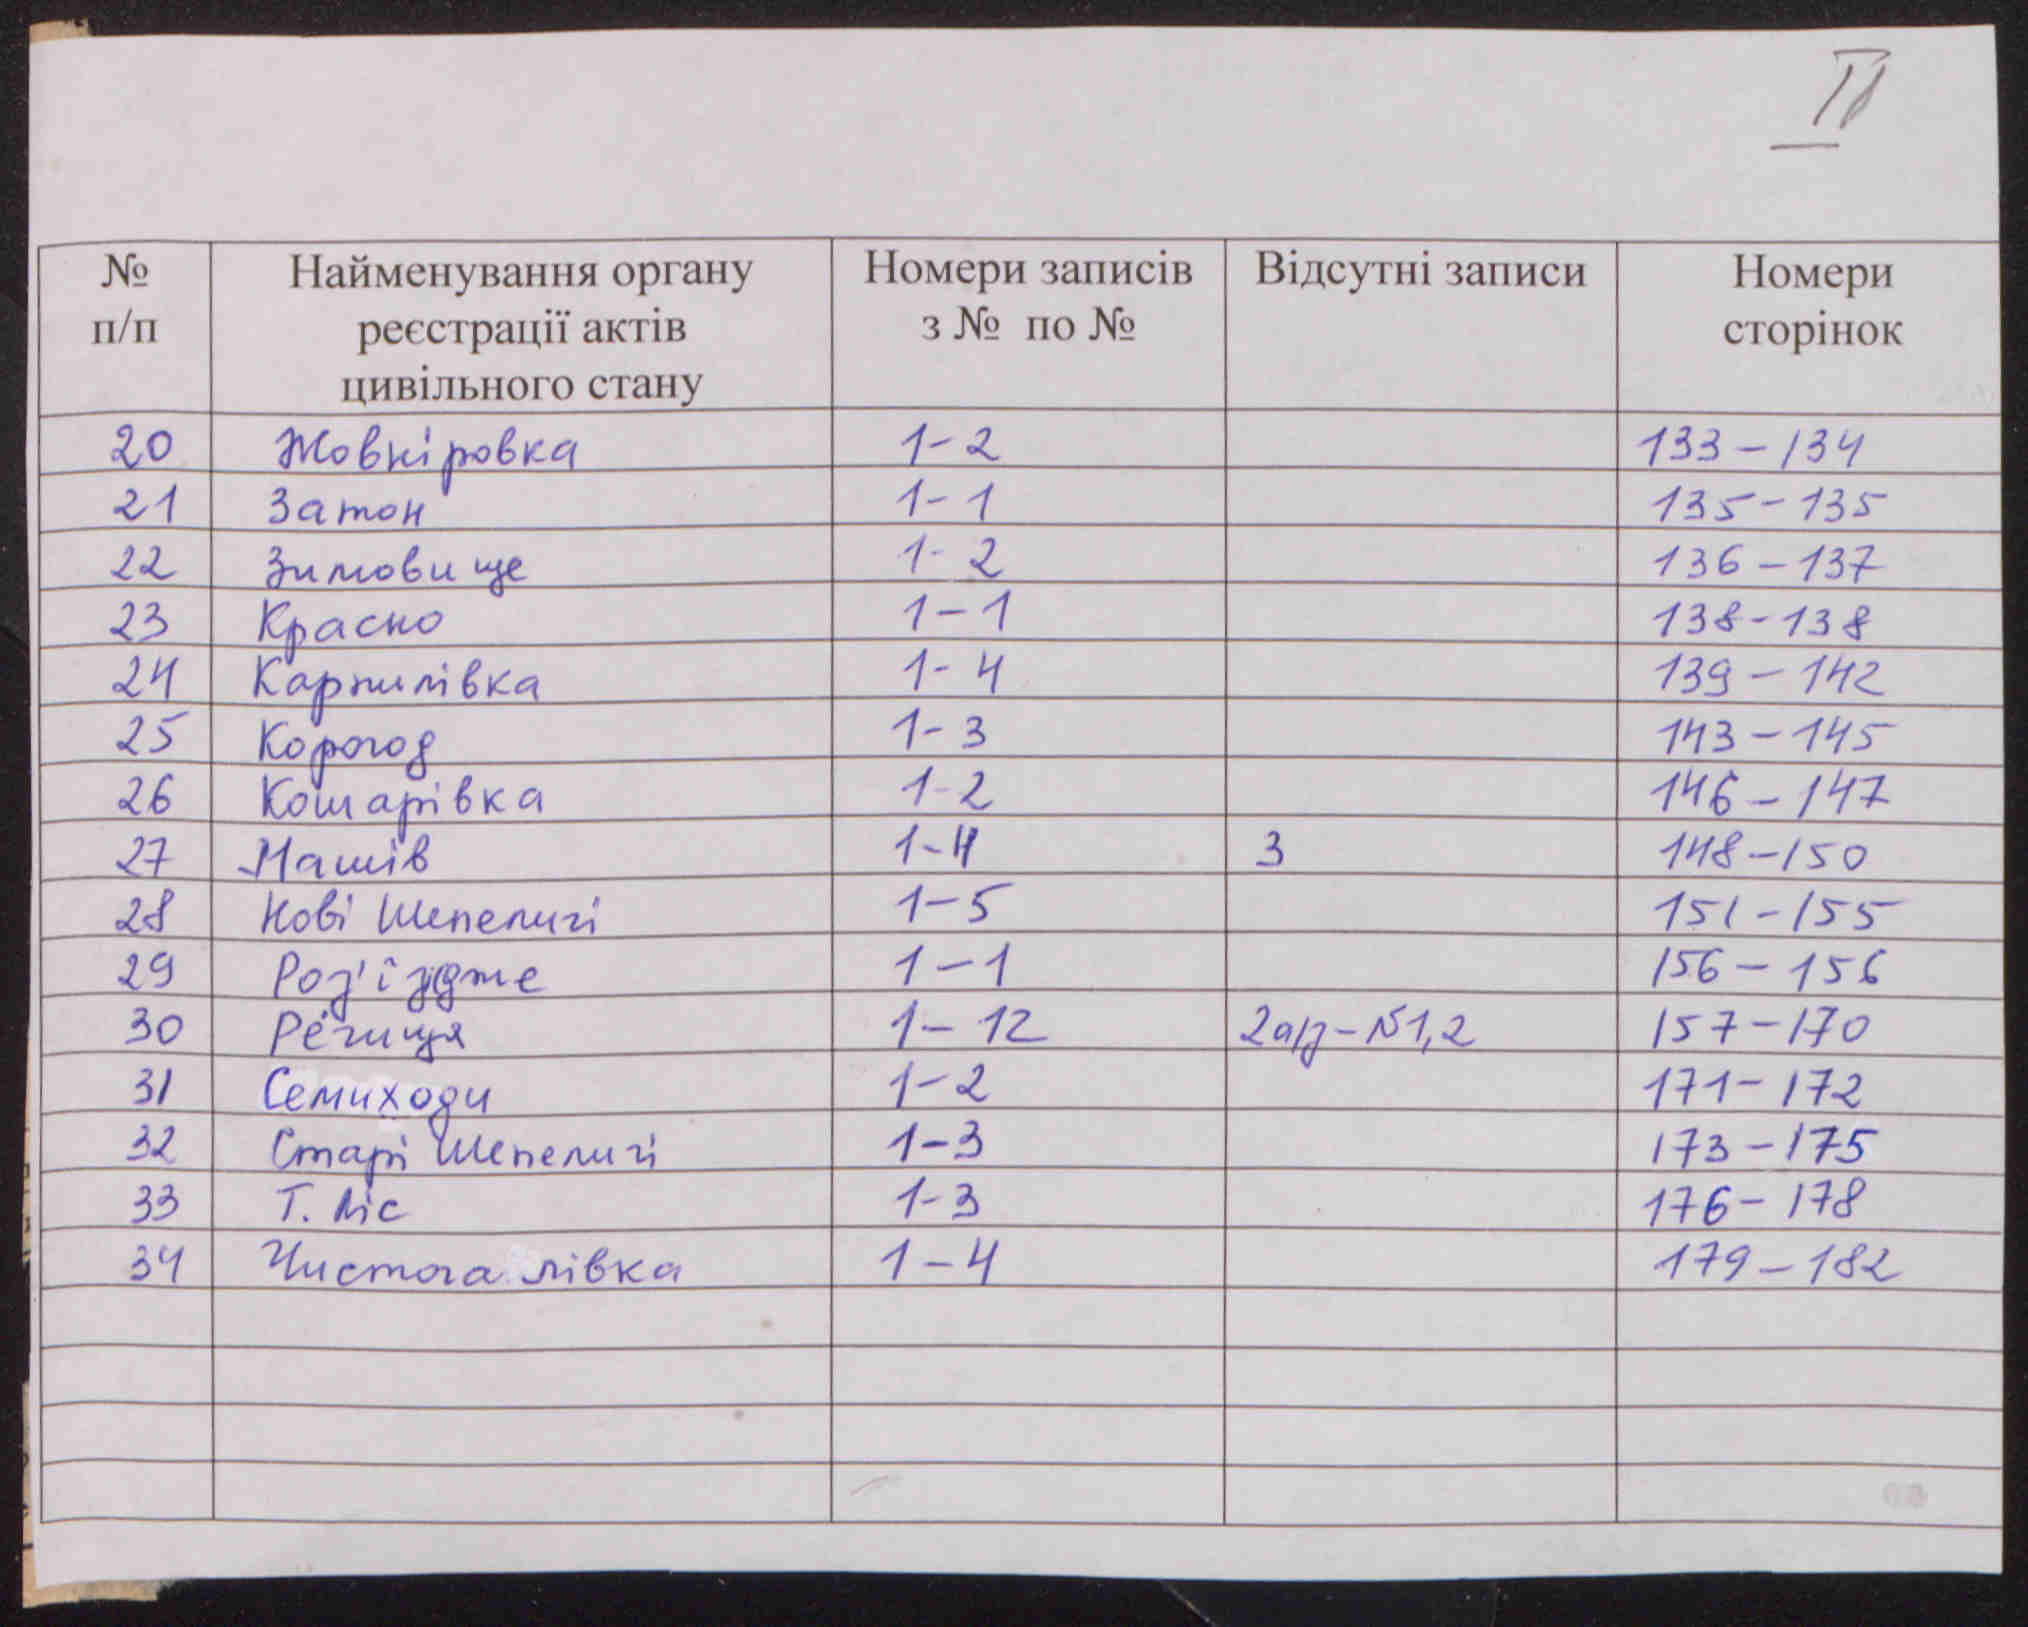 II
№ п/п Найменування органу реєстрації актів цивільного стану Номери записів з № по № Відсутні записи Номери сторінок
20 Жовніровка 1-2 133-134
21 Затон 1-1 135-135
22 Зимовище 1-2 136-137
23 Красно 1-1 138-138
24 Карпилівка 1-4 139-142
25 Корогод 1-3 143-145
26 Кошарівка 1-2 146-147
27 Машів 1-4 3 148-150
28 Нові Шепеличі 1-5 151-155
29 Роз'їздже 1-1 156-156
30 Речиця 1-12 2а/з-№1,2 157-170
31 Семиходи 1-2 171-172
32 Старі Шепеличі 1-3 173-175
33 Т. Ліс 1-3 176-178
34 Чистогалівка 1-4 179-182